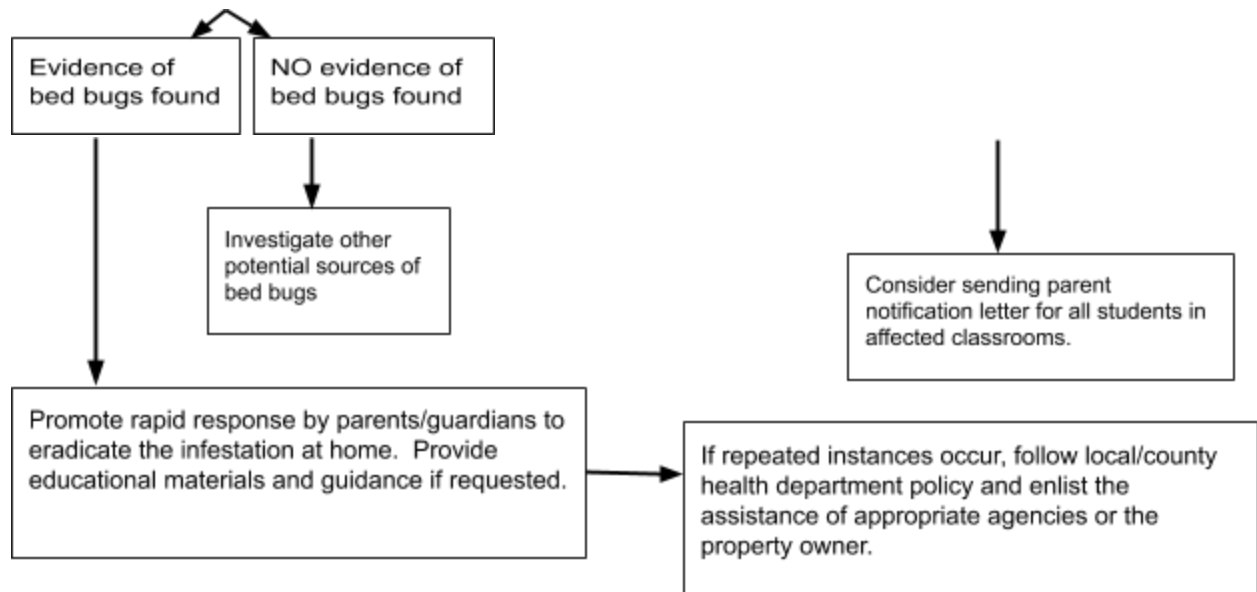 Evidence of
bed bugs found
NO evidence of
bed bugs found
Investigate other
potential sources of
bed bugs
Consider sending parent
notification letter for all students in
affected classrooms.
Promote rapid response by parents/guardians to
eradicate the infestation at home.  Provide
educational materials and guidance if requested.
If repeated instances occur, follow local/county
health department policy and enlist the
assistance of appropriate agencies or the
property owner.